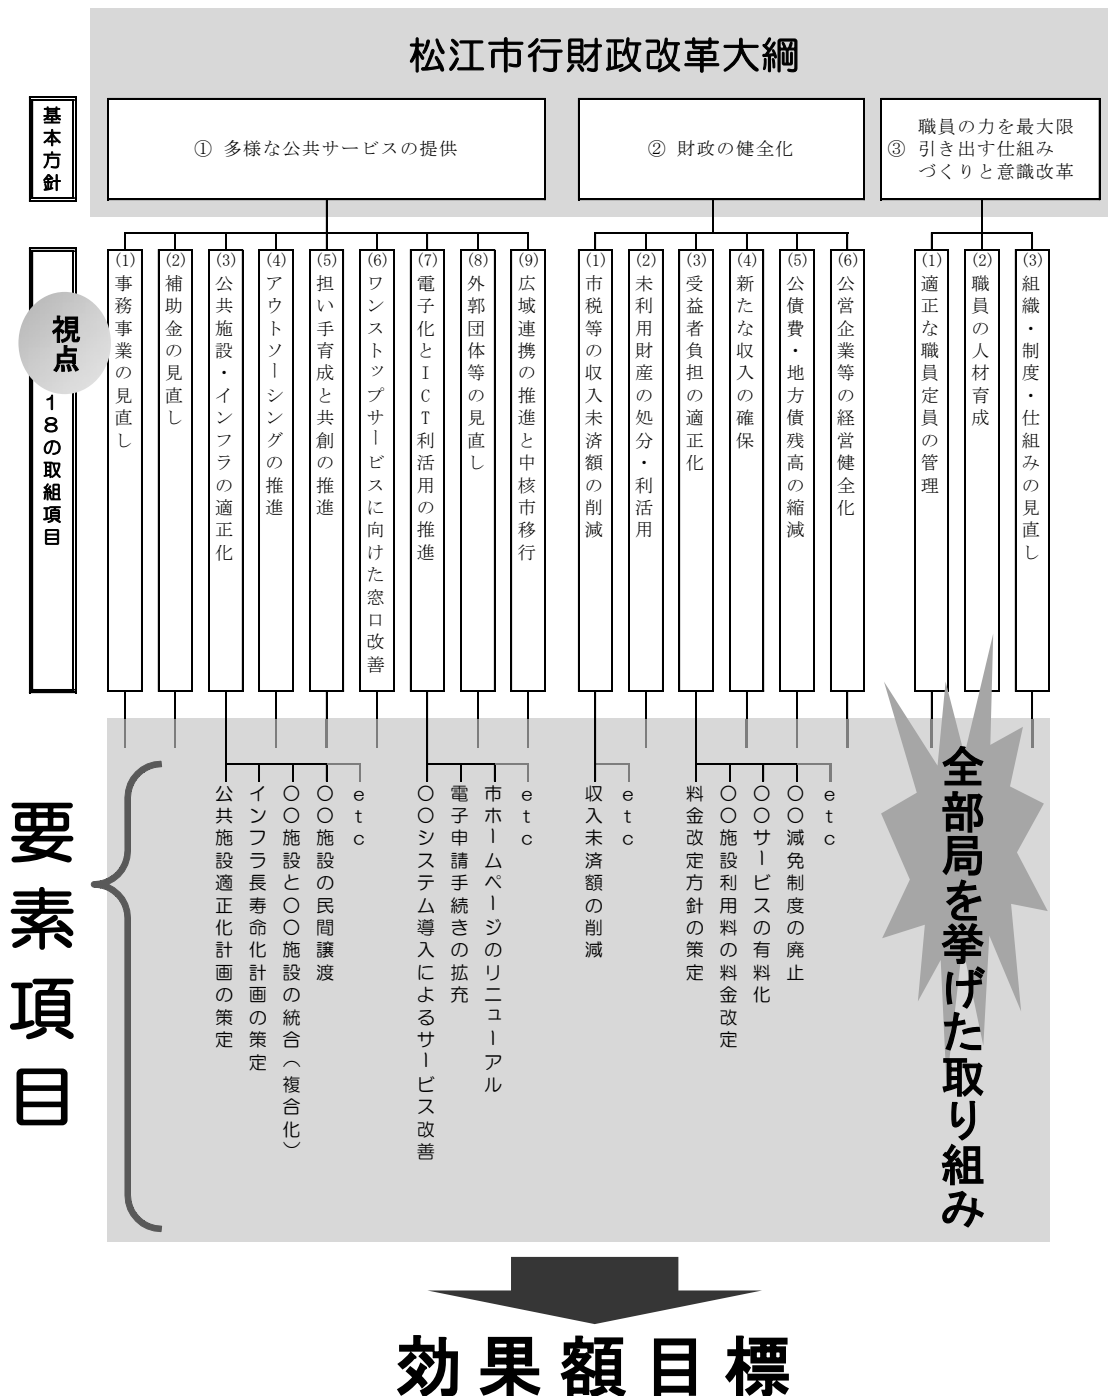 松江市行財政改革大綱
基本方針
① 多様な公共サービスの提供
② 財政の健全化
③ 職員の力を最大限
引き出す仕組み
づくりと意識改革
視点
18の取組項目
(1)事務事業の見直し
(2)補助金の見直し
(3)公共施設・インフラの適正化
(4)アウトソーシングの推進
(5)担い手育成と共創の推進
(6)ワンストップサービスに向けた窓口改善
(7)電子化とICT利活用の推進
(8)外郭団体等の見直し
(9)広域連携の推進と中核市移行
(1)市税等の収入未済額の削減
(2)未利用財産の処分・利活用
(3)受益者負担の適正化
(4)新たな収入の確保
(5)公債費・地方債残高の縮減
(6)公営企業等の経営健全化
(1)適正な職員定員の管理
(2)職員の人材育成
(3)組織・制度・仕組みの見直し
要素項目
公共施設適正化計画の策定
インフラ長寿命化計画の策定
〇〇施設と〇〇施設の統合(複合化)
〇〇施設の民間譲渡
etc
〇〇システム導入によるサービス改善
電子申請手続きの拡充
市ホームページのリニューアル
etc
収入未済額の削減
etc
料金改定方針の策定
〇〇施設利用料の料金改定
〇〇サービスの有料化
〇〇減免制度の廃止
etc
全部局を挙げた取り組み
効果額目標